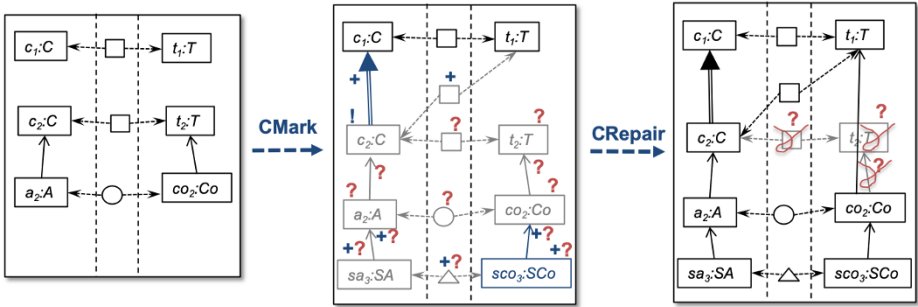 c₁:C t₁:T
c₂:C t₂:T
a₂:A co₂:Co
CMark
c₁:C t₁:T
+ +
! ? ?
c₂:C t₂:T
? ?
? ?
a₂:A co₂:Co
+? +?
+? +? +?
sa₃:SA sco₃:SCo
CRepair
c₁:C t₁:T
? ?
c₂:C t₂:T
?
a₂:A co₂:Co
sa₃:SA sco₃:SCo